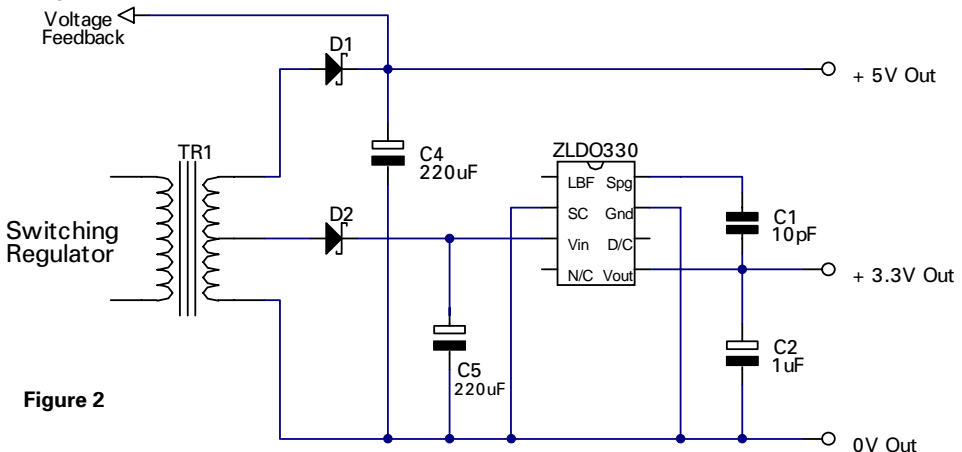 Voltage
Feedback
D1
+ 5V Out
TR1
C4
220uF
ZLDO330
LBF Spg
SC Gnd
Vin D/C
N/C Vout
C1
10pF
D2
Switching
Regulator
+ 3.3V Out
C5
220uF
C2
1uF
Figure 2
0V Out